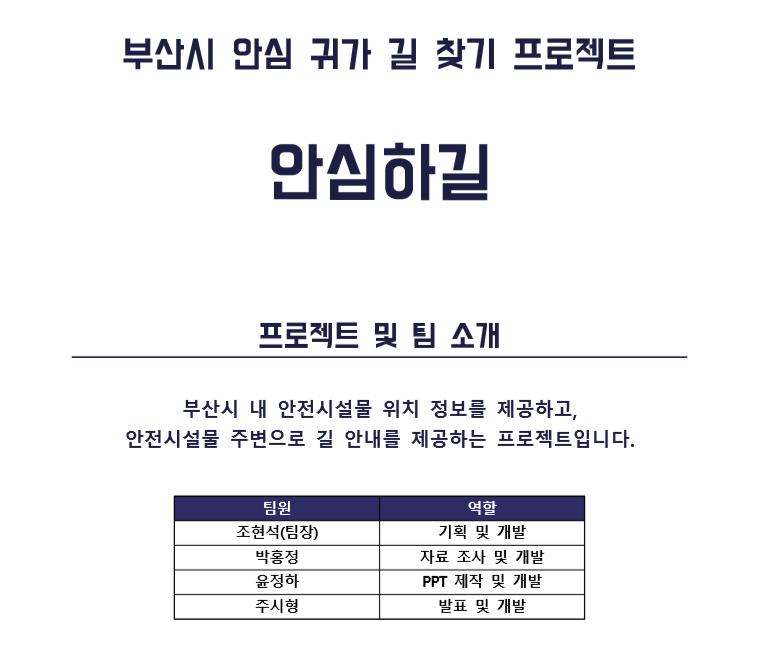 부산시 안심 귀가 길 찾기 프로젝트
안심하길
프로젝트 및 팀 소개
부산시 내 안전시설물 위치 정보를 제공하고,
안전시설물 주변으로 길 안내를 제공하는 프로젝트입니다.
팀원 역할
조현석(팀장) 기획 및 개발
박홍정 자료 조사 및 개발
윤정하 PPT 제작 및 개발
주시형 발표 및 개발